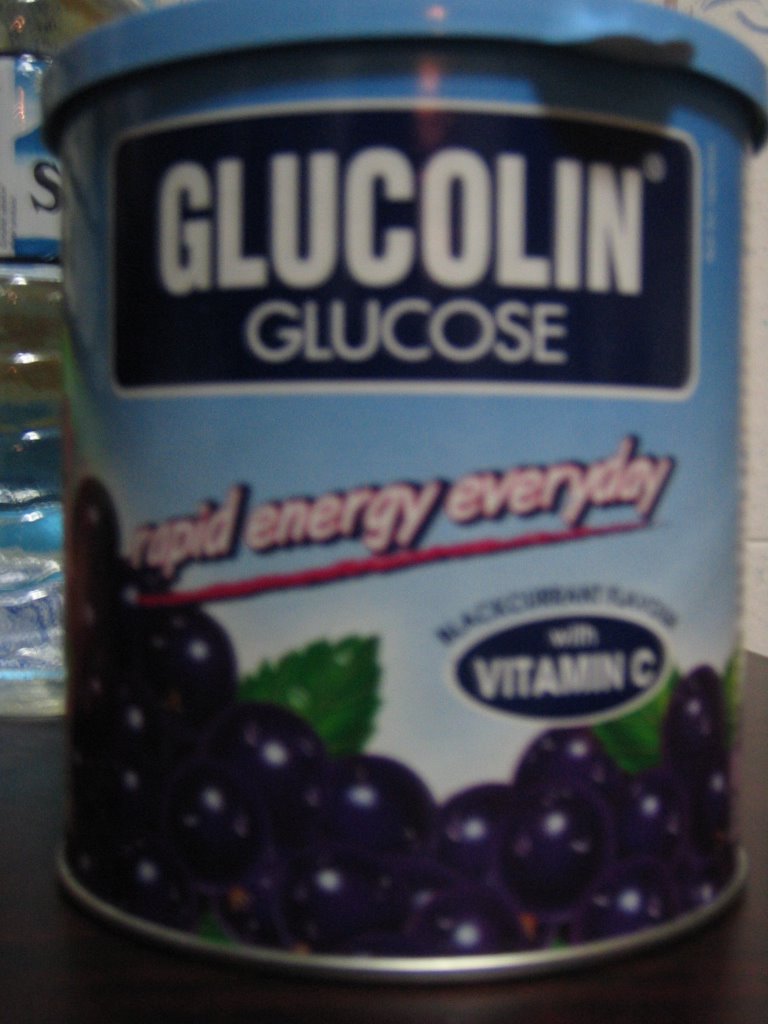 GLUCOLIN®
GLUCOSE
rapid energy everyday
BLACKCURRANT FLAVOUR
with
VITAMIN C
S